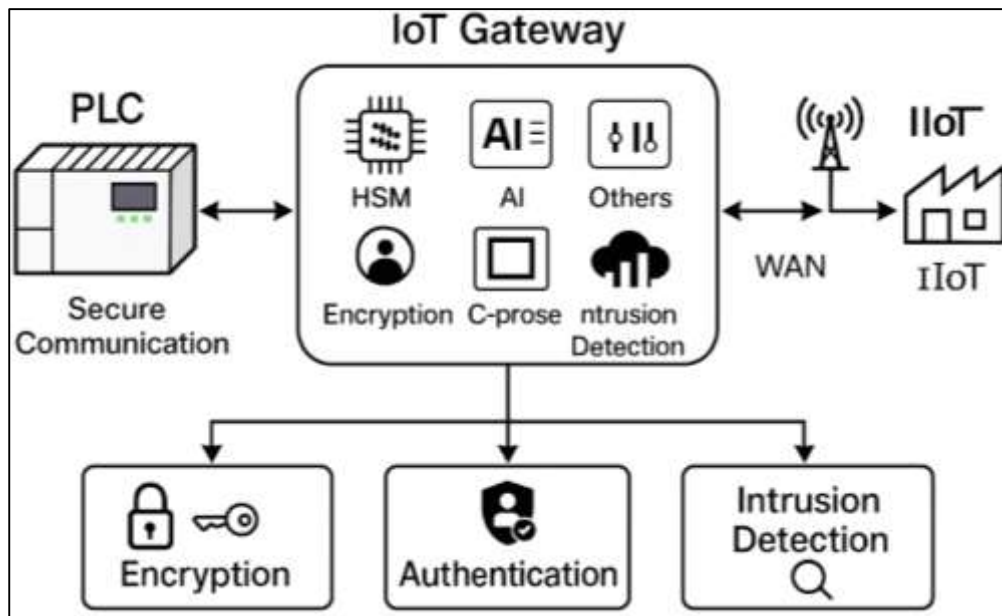 IoT Gateway
PLC
Secure
Communication
HSM
AI
AI
Others
Encryption
C-prose
ntrusion
Detection
WAN
IIoT
IIoT
Encryption
Authentication
Intrusion
Detection